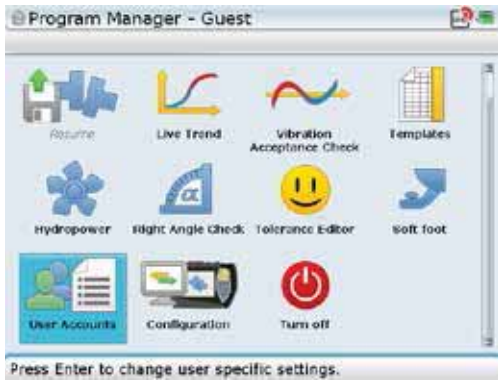 Program Manager - Guest
Resume
Live Trend
Vibration
Acceptance Check
Templates
Hydropower
Right Angle Check
Tolerance Editor
Soft foot
User Accounts
Configuration
Turn off
Press Enter to change user specific settings.